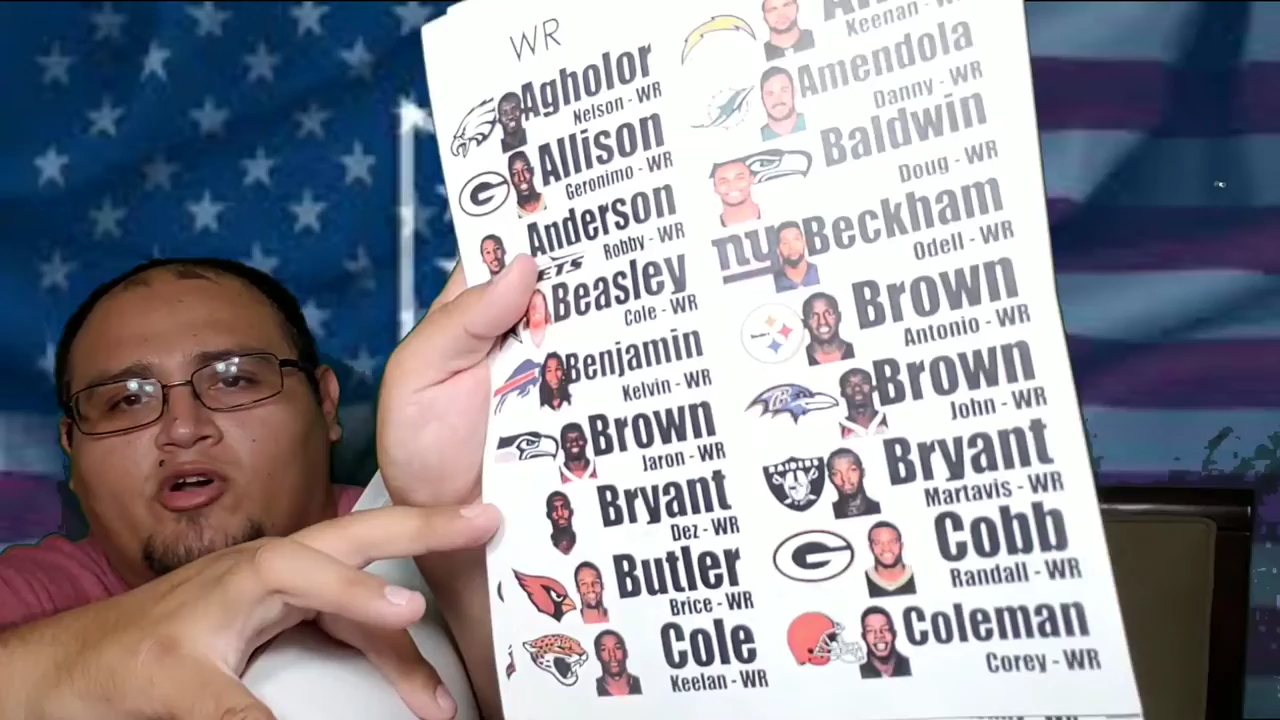 WR
Agholor
Nelson - WR
Allison
Geronimo - WR
Anderson
Robby - WR
ETS
Beasley
Cole - WR
Benjamin
Kelvin - WR
Brown
Jaron - WR
Bryant
Dez - WR
Butler
Brice - WR
Cole
Keelan - WR
Keenan -
Amendola
Danny - WR
Baldwin
Doug - WR
ny
Beckham
Odell - WR
Brown
Antonio - WR
Brown
John - WR
RAIDERS
Bryant
Martavis - WR
G
Cobb
Randall - WR
Coleman
Corey - WR
G